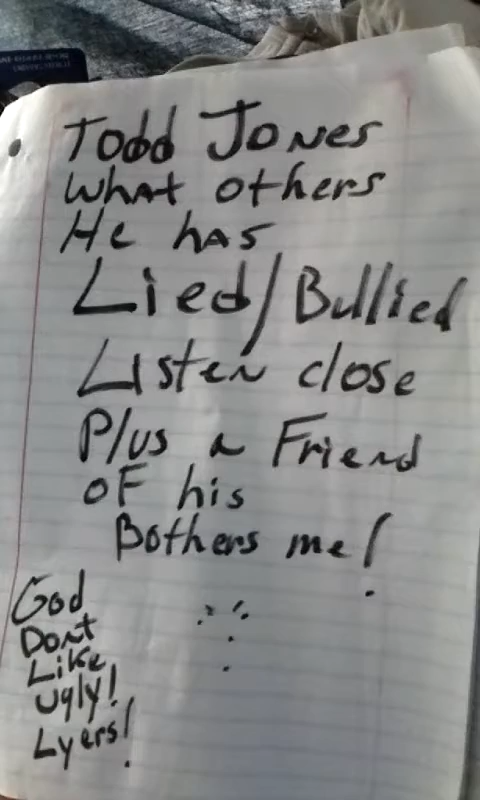 Todd Jones
What others
He has
Lied/Bullied
Listen close
Plus a Friend
of his
Bothers me!
God
Dont
Like
Ugly!
Lyers!